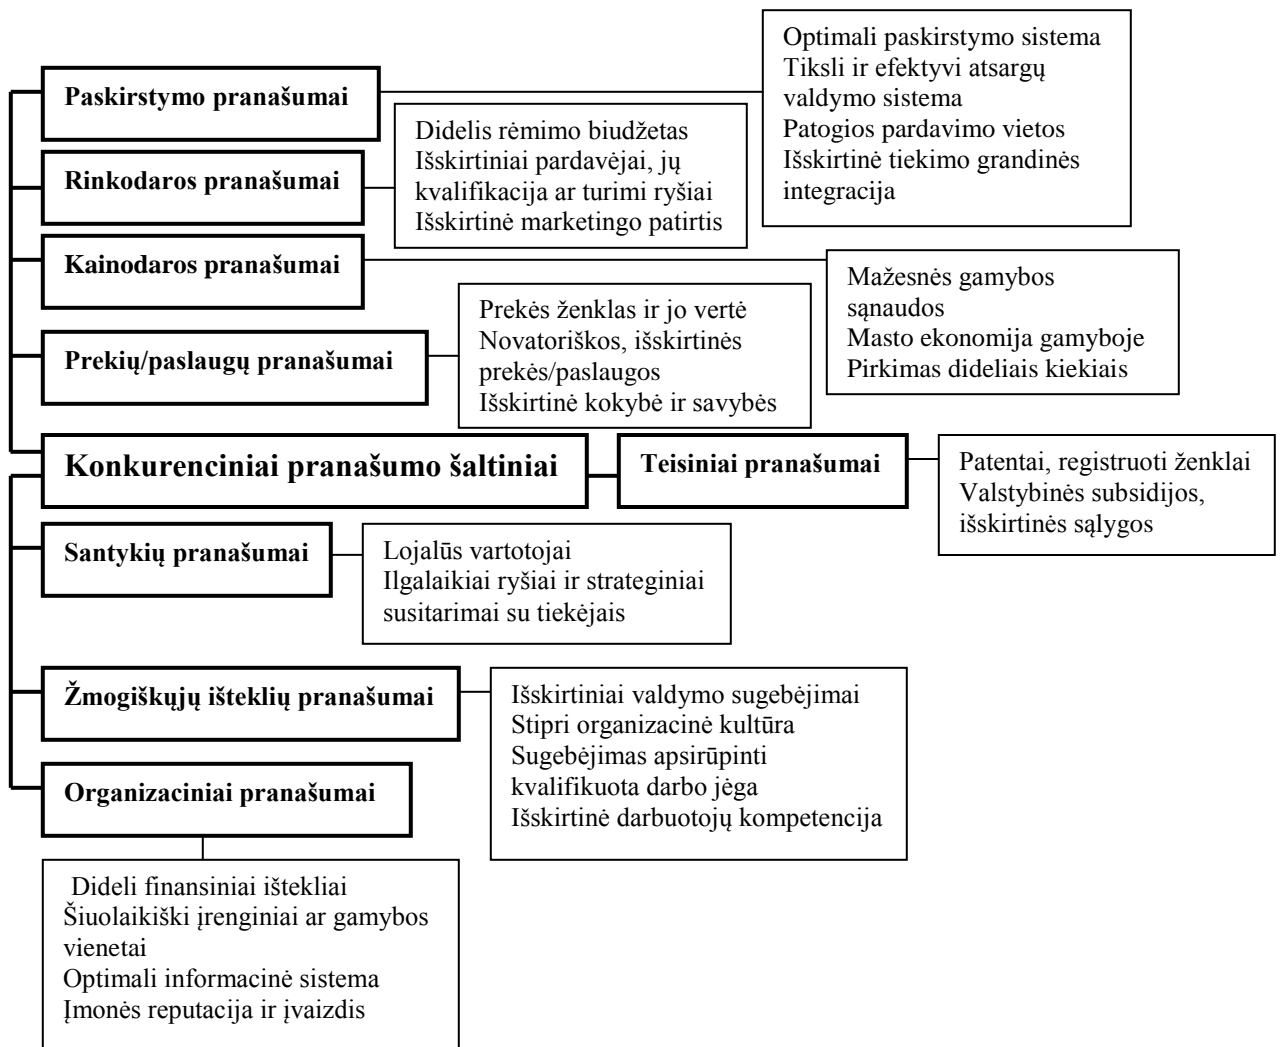 Paskirstymo pranašumai
Optimali paskirstymo sistema
Tiksli ir efektyvi atsargų
valdymo sistema
Patogios pardavimo vietos
Išskirtinė tiekimo grandinės
integracija
Rinkodaros pranašumai
Didelis rėmimo biudžetas
Išskirtiniai pardavėjai, jų
kvalifikacija ar turimi ryšiai
Išskirtinė marketingo patirtis
Kainodaros pranašumai
Mažesnės gamybos
sąnaudos
Masto ekonomija gamyboje
Pirkimas dideliais kiekiais
Prekių/paslaugų pranašumai
Prekės ženklas ir jo vertė
Novatoriškos, išskirtinės
prekės/paslaugos
Išskirtinė kokybė ir savybės
Konkurenciniai pranašumo šaltiniai
Teisiniai pranašumai
Patentai, registruoti ženklai
Valstybinės subsidijos,
išskirtinės sąlygos
Santykių pranašumai
Lojalūs vartotojai
Ilgalaikiai ryšiai ir strateginiai
susitarimai su tiekėjais
Žmogiškųjų išteklių pranašumai
Išskirtiniai valdymo sugebėjimai
Stipri organizacinė kultūra
Sugebėjimas apsirūpinti
kvalifikuota darbo jėga
Išskirtinė darbuotojų kompetencija
Organizaciniai pranašumai
Dideli finansiniai ištekliai
Šiuolaikiški įrenginiai ar gamybos
vienetai
Optimali informacinė sistema
Įmonės reputacija ir įvaizdis